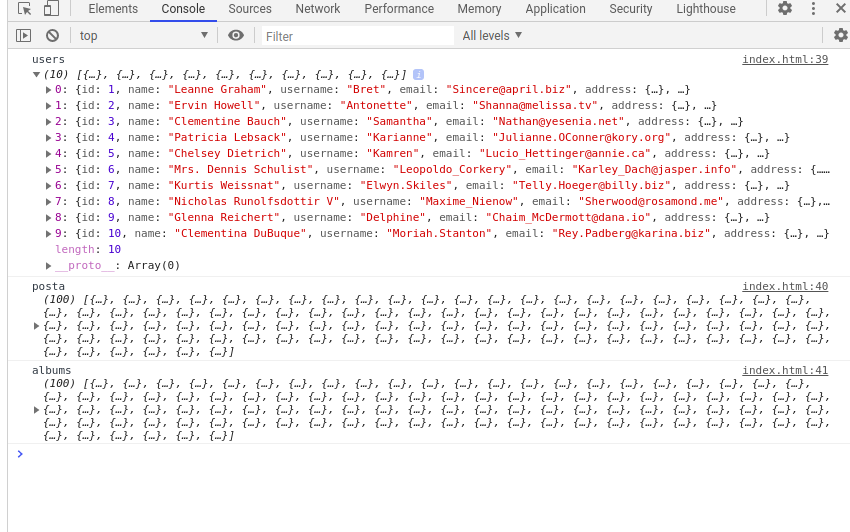 Elements Console Sources Network Performance Memory Application Security Lighthouse
top Filter All levels
users index.html:39
(10) [{…}, {…}, {…}, {…}, {…}, {…}, {…}, {…}, {…}, {…}] i
0: {id: 1, name: "Leanne Graham", username: "Bret", email: "Sincere@april.biz", address: {…}, …}
1: {id: 2, name: "Ervin Howell", username: "Antonette", email: "Shanna@melissa.tv", address: {…}, …}
2: {id: 3, name: "Clementine Bauch", username: "Samantha", email: "Nathan@yesenia.net", address: {…}, …}
3: {id: 4, name: "Patricia Lebsack", username: "Karianne", email: "Julianne.OConner@kory.org", address: {…}, …}
4: {id: 5, name: "Chelsey Dietrich", username: "Kamren", email: "Lucio_Hettinger@annie.ca", address: {…}, …}
5: {id: 6, name: "Mrs. Dennis Schulist", username: "Leopoldo_Corkery", email: "Karley_Dach@jasper.info", address: {……
6: {id: 7, name: "Kurtis Weissnat", username: "Elwyn.Skiles", email: "Telly.Hoeger@billy.biz", address: {…}, …}
7: {id: 8, name: "Nicholas Runolfsdottir V", username: "Maxime_Nienow", email: "Sherwood@rosamond.me", address: {…},…
8: {id: 9, name: "Glenna Reichert", username: "Delphine", email: "Chaim_McDermott@dana.io", address: {…}, …}
9: {id: 10, name: "Clementina DuBuque", username: "Moriah.Stanton", email: "Rey.Padberg@karina.biz", address: {…}, …}
length: 10
__proto__: Array(0)
posta index.html:40
(100) [{…}, {…}, {…}, {…}, {…}, {…}, {…}, {…}, {…}, {…}, {…}, {…}, {…}, {…}, {…}, {…}, {…}, {…}, {…}, {…}, {…}, {…},
{…}, {…}, {…}, {…}, {…}, {…}, {…}, {…}, {…}, {…}, {…}, {…}, {…}, {…}, {…}, {…}, {…}, {…}, {…}, {…}, {…}, {…}, {…}, {…},
{…}, {…}, {…}, {…}, {…}, {…}, {…}, {…}, {…}, {…}, {…}, {…}, {…}, {…}, {…}, {…}, {…}, {…}, {…}, {…}, {…}, {…}, {…}, {…},
{…}, {…}, {…}, {…}, {…}, {…}, {…}, {…}, {…}, {…}, {…}, {…}, {…}, {…}, {…}, {…}, {…}, {…}, {…}, {…}, {…}, {…}, {…}, {…},
{…}, {…}, {…}, {…}, {…}, {…}]
albums index.html:41
(100) [{…}, {…}, {…}, {…}, {…}, {…}, {…}, {…}, {…}, {…}, {…}, {…}, {…}, {…}, {…}, {…}, {…}, {…}, {…}, {…}, {…}, {…},
{…}, {…}, {…}, {…}, {…}, {…}, {…}, {…}, {…}, {…}, {…}, {…}, {…}, {…}, {…}, {…}, {…}, {…}, {…}, {…}, {…}, {…}, {…}, {…},
{…}, {…}, {…}, {…}, {…}, {…}, {…}, {…}, {…}, {…}, {…}, {…}, {…}, {…}, {…}, {…}, {…}, {…}, {…}, {…}, {…}, {…}, {…}, {…},
{…}, {…}, {…}, {…}, {…}, {…}, {…}, {…}, {…}, {…}, {…}, {…}, {…}, {…}, {…}, {…}, {…}, {…}, {…}, {…}, {…}, {…}, {…}, {…},
{…}, {…}, {…}, {…}, {…}, {…}]